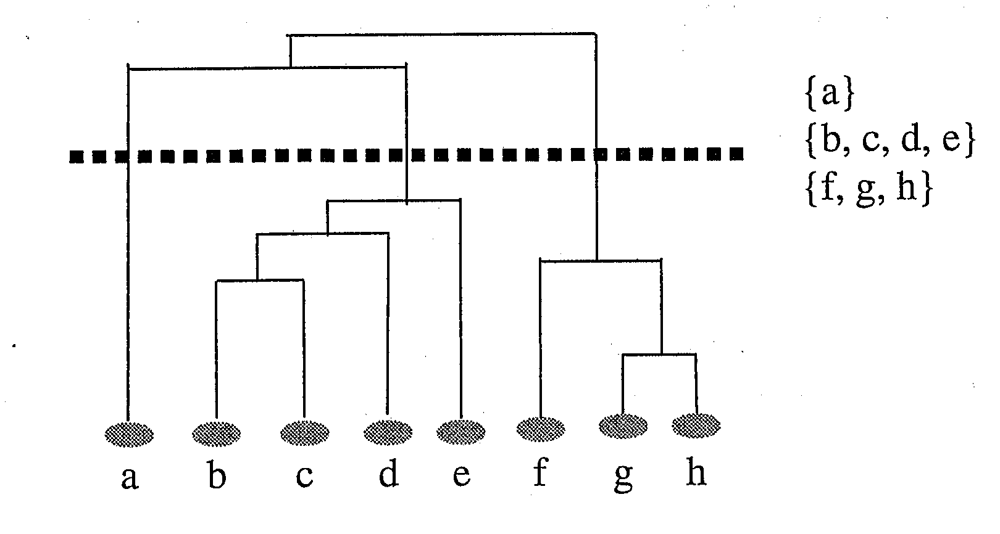 {a}
{b, c, d, e}
{f, g, h}
a b c d e f g h